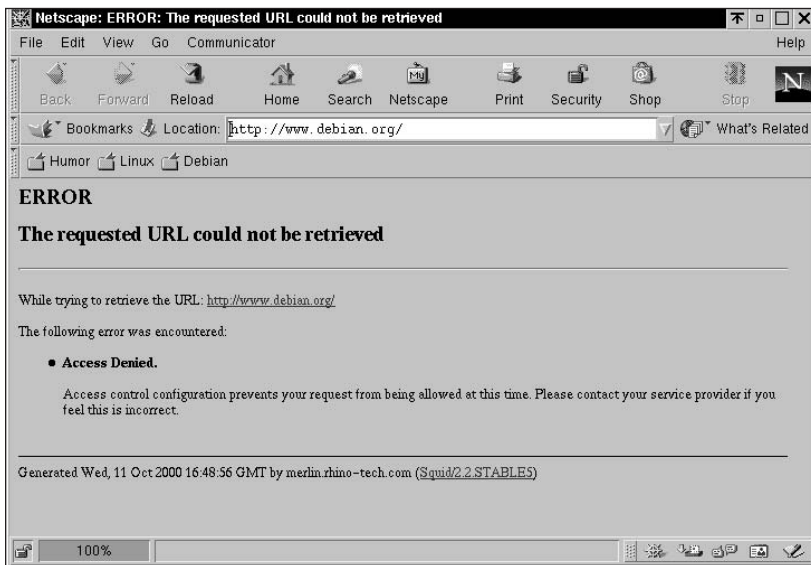 Netscape: ERROR: The requested URL could not be retrieved
File Edit View Go Communicator Help
Back Forward Reload Home Search Netscape Print Security Shop Stop
My
N
Bookmarks Location: http://www.debian.org/ What's Related
Humor Linux Debian
ERROR
The requested URL could not be retrieved
While trying to retrieve the URL: http://www.debian.org/
The following error was encountered:
Access Denied.
Access control configuration prevents your request from being allowed at this time. Please contact your service provider if you
feel this is incorrect.
Generated Wed, 11 Oct 2000 16:48:56 GMT by merlin.rhino-tech.com (Squid/2.2.STABLE5)
100%